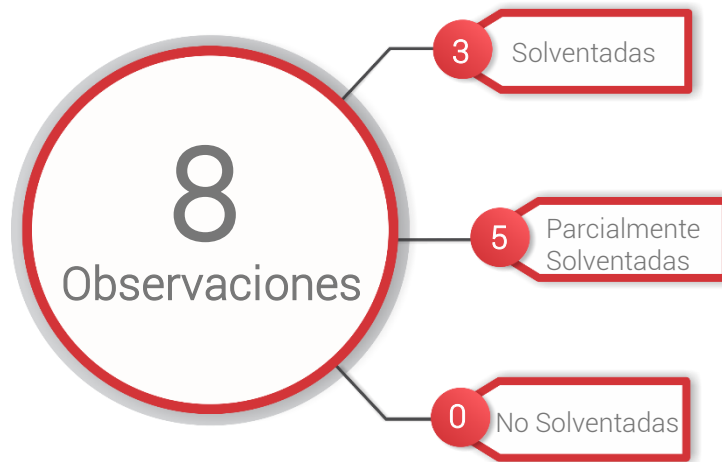 8
Observaciones
3
Solventadas
5
Parcialmente
Solventadas
0
No Solventadas